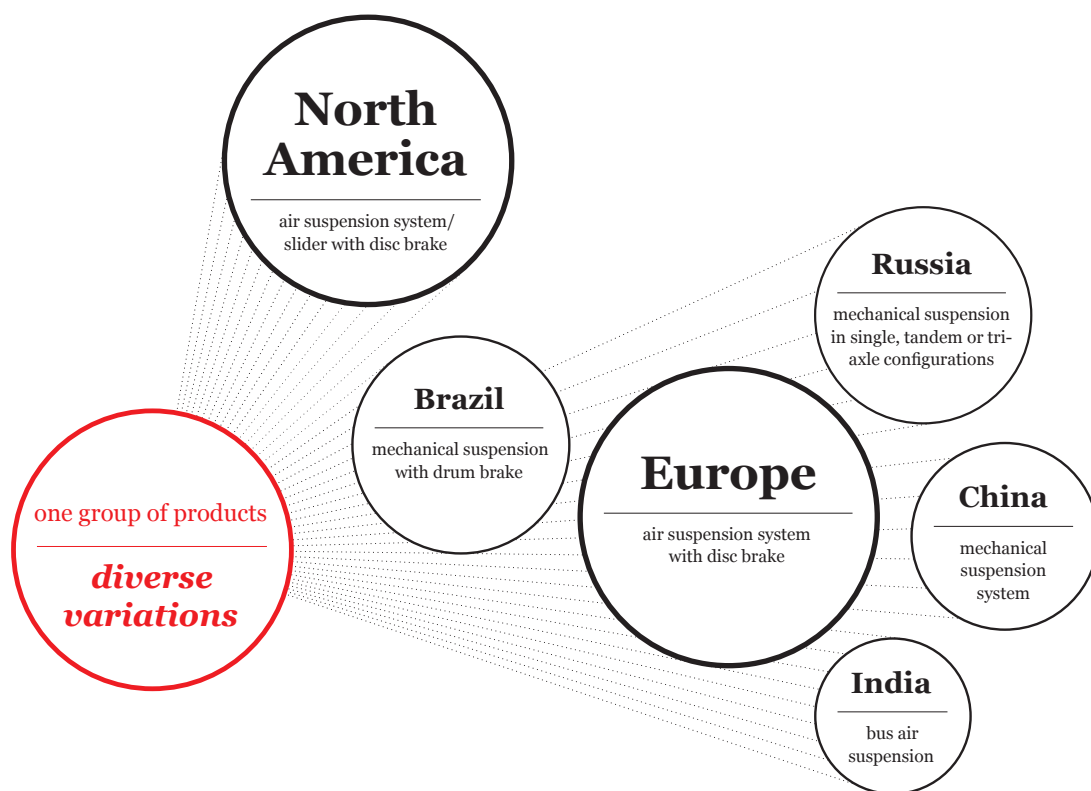 North
America
air suspension system/
slider with disc brake
Russia
mechanical suspension
in single, tandem or tri-
axle configurations
Brazil
mechanical suspension
with drum brake
Europe
air suspension system
with disc brake
China
mechanical
suspension
system
one group of products
diverse
variations
India
bus air
suspension